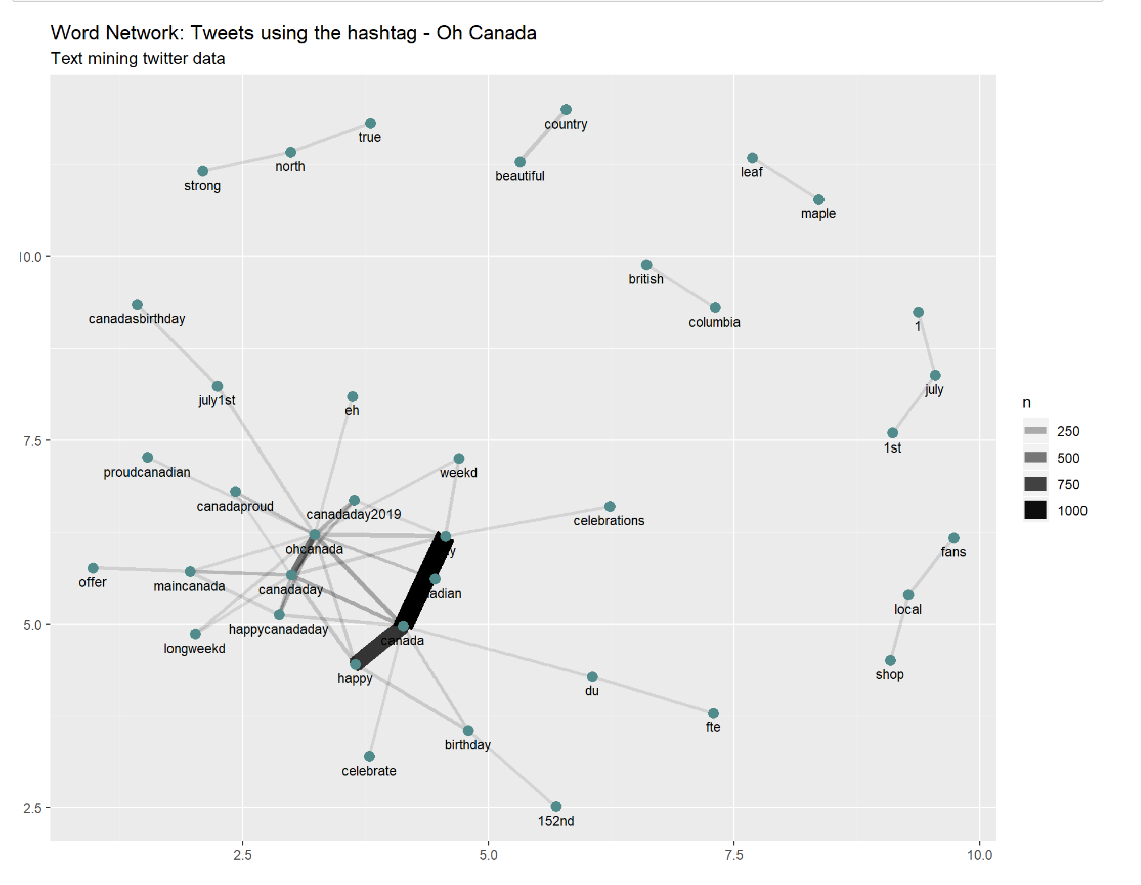 Word Network: Tweets using the hashtag - Oh Canada
Text mining twitter data
country
true
north
beautiful
leaf
strong
maple
10.0
british
canadasbirthday
columbia
1
july
july1st
eh
n
7.5
1st
250
proudcanadian
weekd
500
canadaproud
canadaday2019
750
celebrations
1000
ohcanada
y
fans
offer
maincanada
canadaday
adian
local
5.0
happycanadaday
canada
longweekd
shop
happy
du
fte
birthday
celebrate
2.5
152nd
2.5 5.0 7.5 10.0